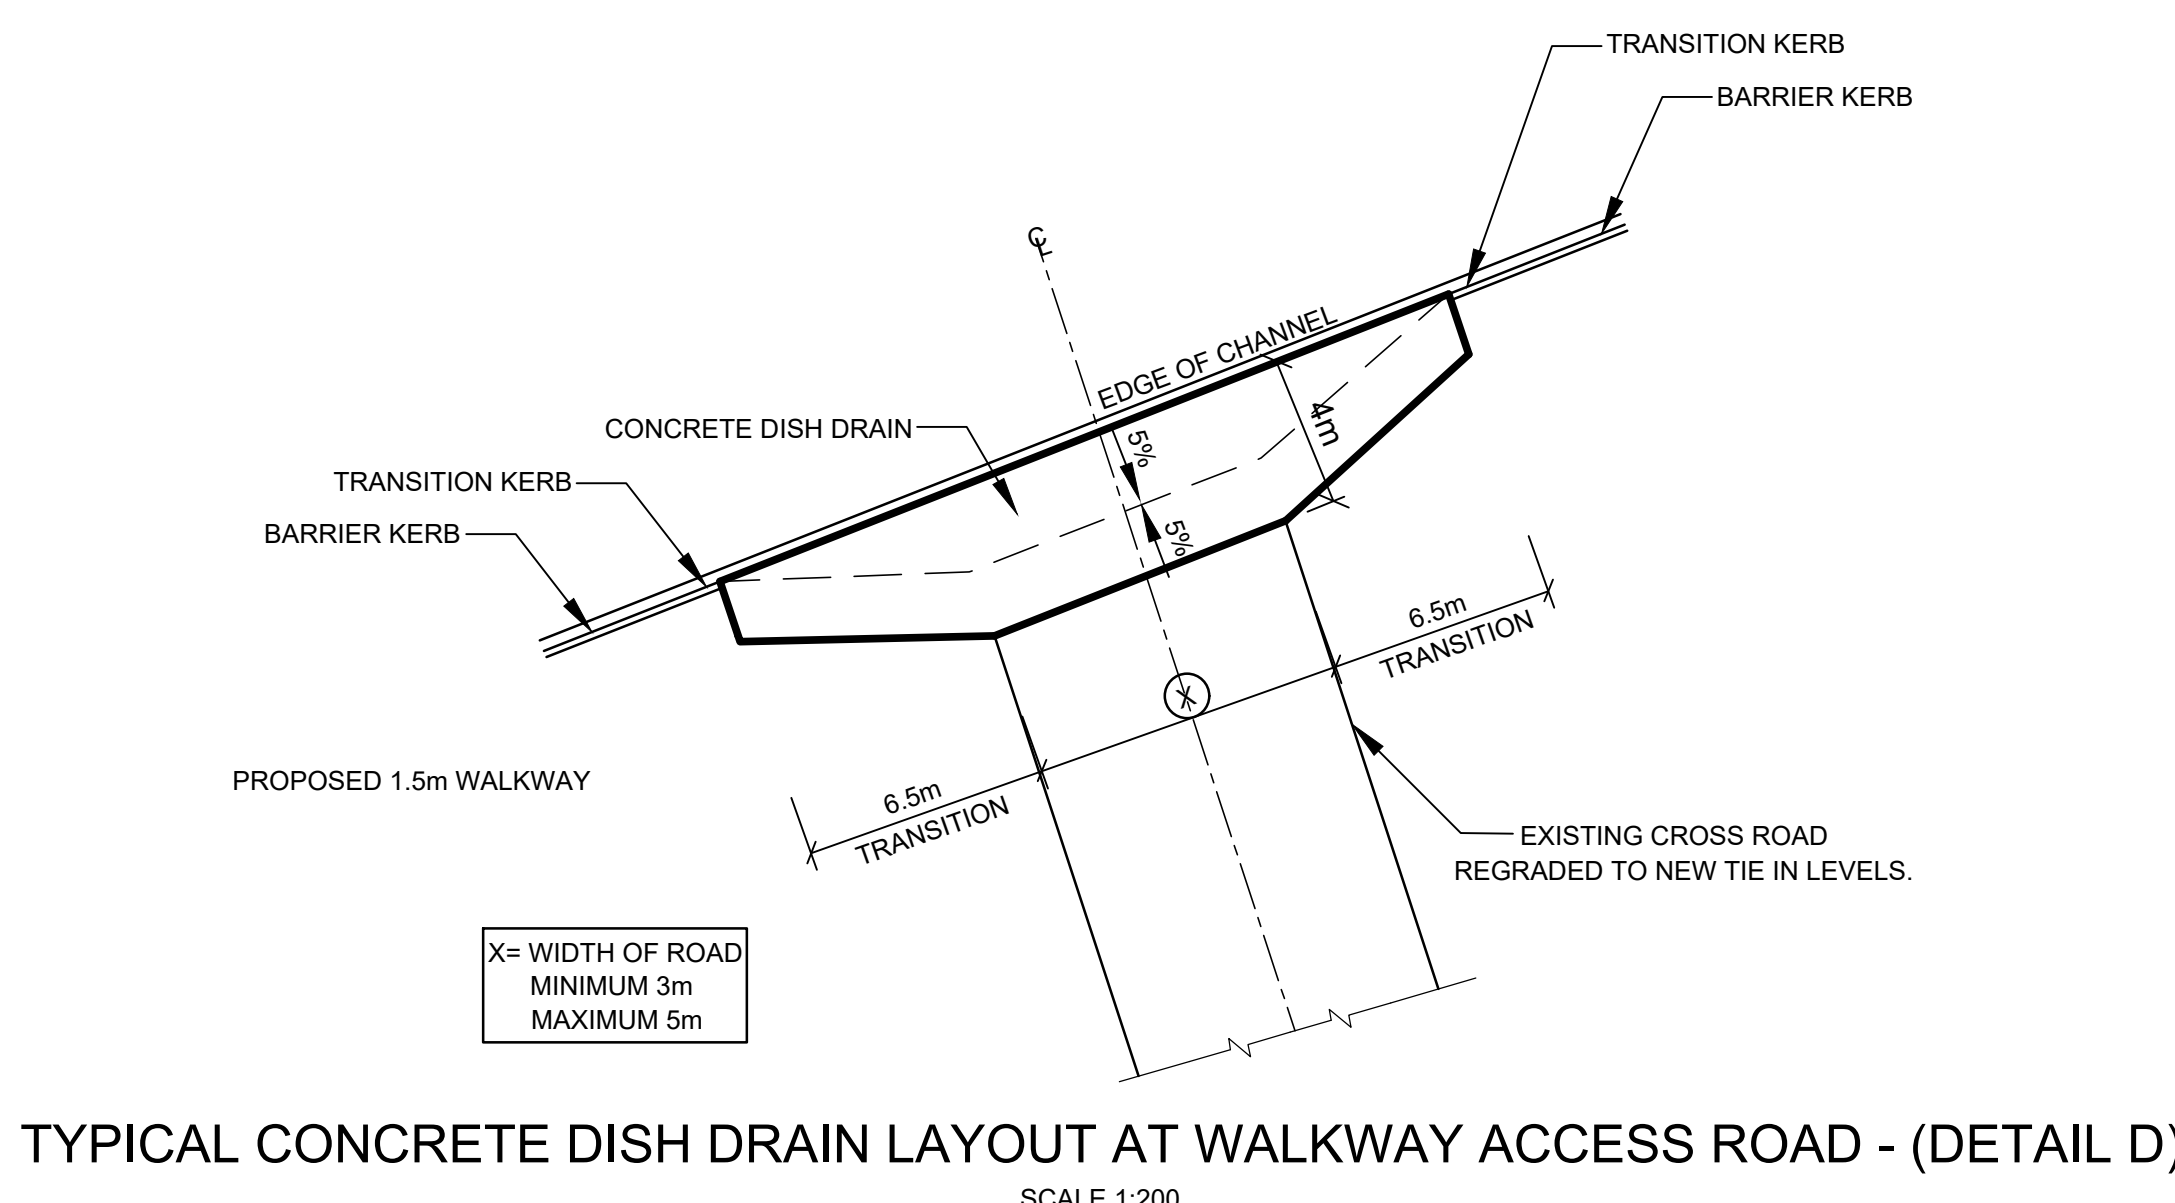 TRANSITION KERB
BARRIER KERB
℄
EDGE OF CHANNEL
CONCRETE DISH DRAIN
5%
4m
TRANSITION KERB
BARRIER KERB
5%
6.5m
TRANSITION
X
PROPOSED 1.5m WALKWAY
6.5m
TRANSITION
EXISTING CROSS ROAD
REGRADED TO NEW TIE IN LEVELS.
X= WIDTH OF ROAD
MINIMUM 3m
MAXIMUM 5m
TYPICAL CONCRETE DISH DRAIN LAYOUT AT WALKWAY ACCESS ROAD - (DETAIL D)
SCALE 1:200